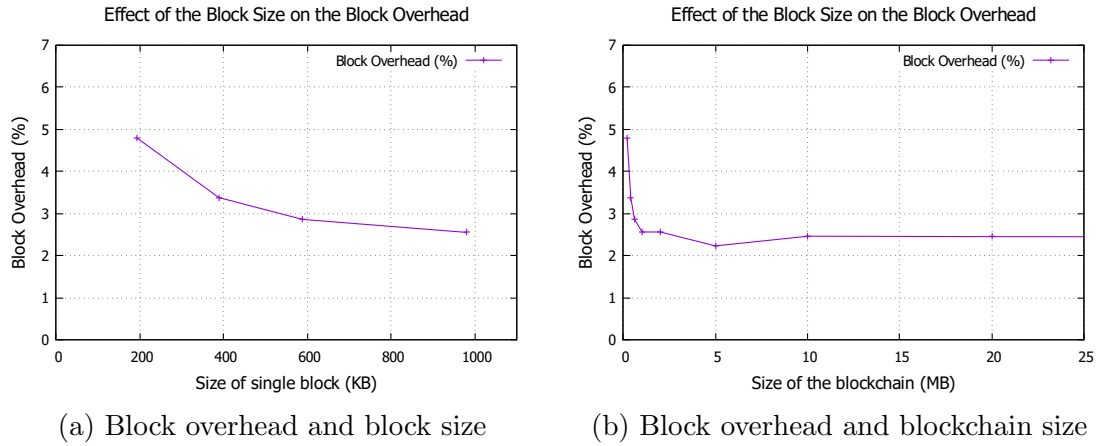 Effect of the Block Size on the Block Overhead
7
6
5
4
3
2
1
0
Block Overhead (%)
Block Overhead (%)
0 200 400 600 800 1000
Size of single block (KB)
(a) Block overhead and block size
Effect of the Block Size on the Block Overhead
7
6
5
4
3
2
1
0
Block Overhead (%)
Block Overhead (%)
0 5 10 15 20 25
Size of the blockchain (MB)
(b) Block overhead and blockchain size